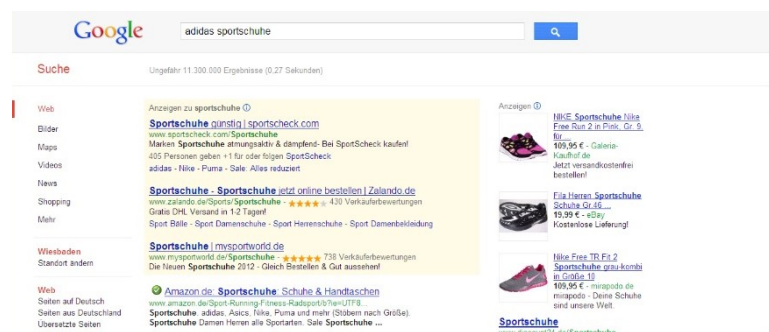 Google
adidas sportschuhe
Suche
Ungefähr 11.300.000 Ergebnisse (0,27 Sekunden)
Web
Bilder
Maps
Videos
News
Shopping
Mehr
Wiesbaden
Standort ändern
Web
Seiten auf Deutsch
Seiten aus Deutschland
Übersetzte Seiten
Anzeigen zu sportschuhe
Sportschuhe günstig | sportscheck.com
www.sportscheck.com/Sportschuhe
Marken Sportschuhe atmungsaktiv & dämpfend- Bei SportScheck kaufen!
405 Personen geben +1 für oder folgen SportScheck
adidas - Nike - Puma - Sale: Alles reduziert
Sportschuhe - Sportschuhe jetzt online bestellen | Zalando.de
www.zalando.de/Sports/Sportschuhe - 430 Verkäuferbewertungen
Gratis DHL Versand in 1-2 Tagen!
Sport Bälle - Sport Damenschuhe - Sport Herrenschuhe - Sport Damenbekleidung
Sportschuhe | mysportworld.de
www.mysportworld.de/Sportschuhe - 738 Verkäuferbewertungen
Die Neuen Sportschuhe 2012 - Gleich Bestellen & Gut aussehen!
Amazon.de: Sportschuhe: Schuhe & Handtaschen
www.amazon.de/Sport-Running-Fitness-Radsport/b?ie=UTF8...
Sportschuhe. adidas, Asics, Nike, Puma und mehr (Stöbern nach Größe).
Sportschuhe Damen Herren alle Sportarten. Sale Sportschuhe ...
Anzeigen
NIKE Sportschuhe Nike
Free Run 2 in Pink, Gr. 9,
für ...
109,95 € - Galeria-
Kaufhof.de
Jetzt versandkostenfrei
bestellen!
Fila Herren Sportschuhe
Schuhe Gr.46 ...
19,99 € - eBay
Kostenlose Lieferung!
Nike Free TR Fit 2
Sportschuhe grau-kombi
in Größe 10
109,95 € - mirapodo.de
mirapodo - Deine Schuhe
sind unsere Welt.
Sportschuhe